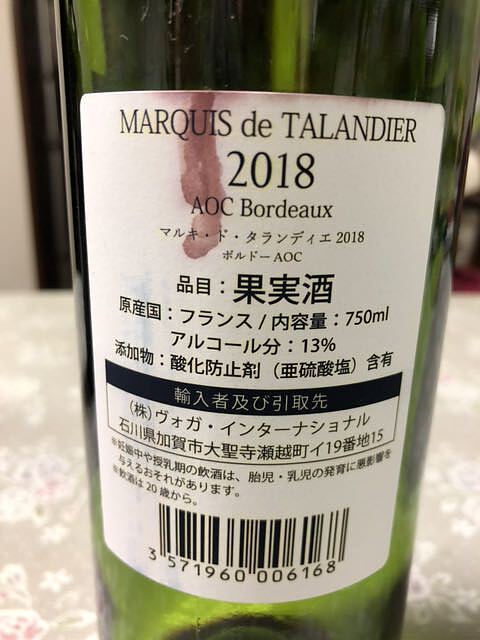 MARQUIS de TALANDIER
2018
AOC Bordeaux
マルキ・ド・タランディエ 2018
ボルドー AOC
品目：果実酒
原産国：フランス / 内容量：750ml
アルコール分：13%
添加物：酸化防止剤（亜硫酸塩）含有
輸入者及び引取先
(株)ヴォガ・インターナショナル
石川県加賀市大聖寺瀬越町イ19番地15
※妊娠中や授乳期の飲酒は、胎児・乳児の発育に悪影響を
与えるおそれがあります。
※飲酒は20歳から。
3 571960 006168